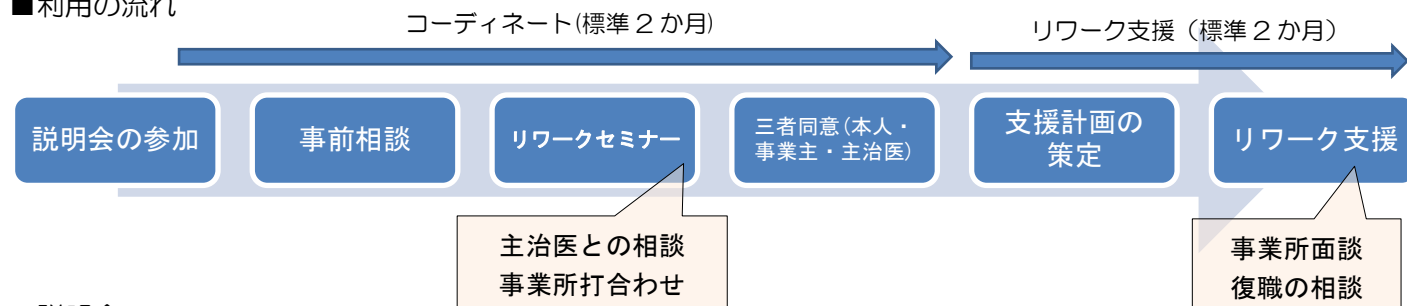 ■利用の流れ
コーディネート(標準２か月)
リワーク支援（標準２か月）
説明会の参加
事前相談
リワークセミナー
三者同意(本人・
事業主・主治医)
支援計画の
策定
リワーク支援
主治医との相談
事業所打合わせ
事業所面談
復職の相談